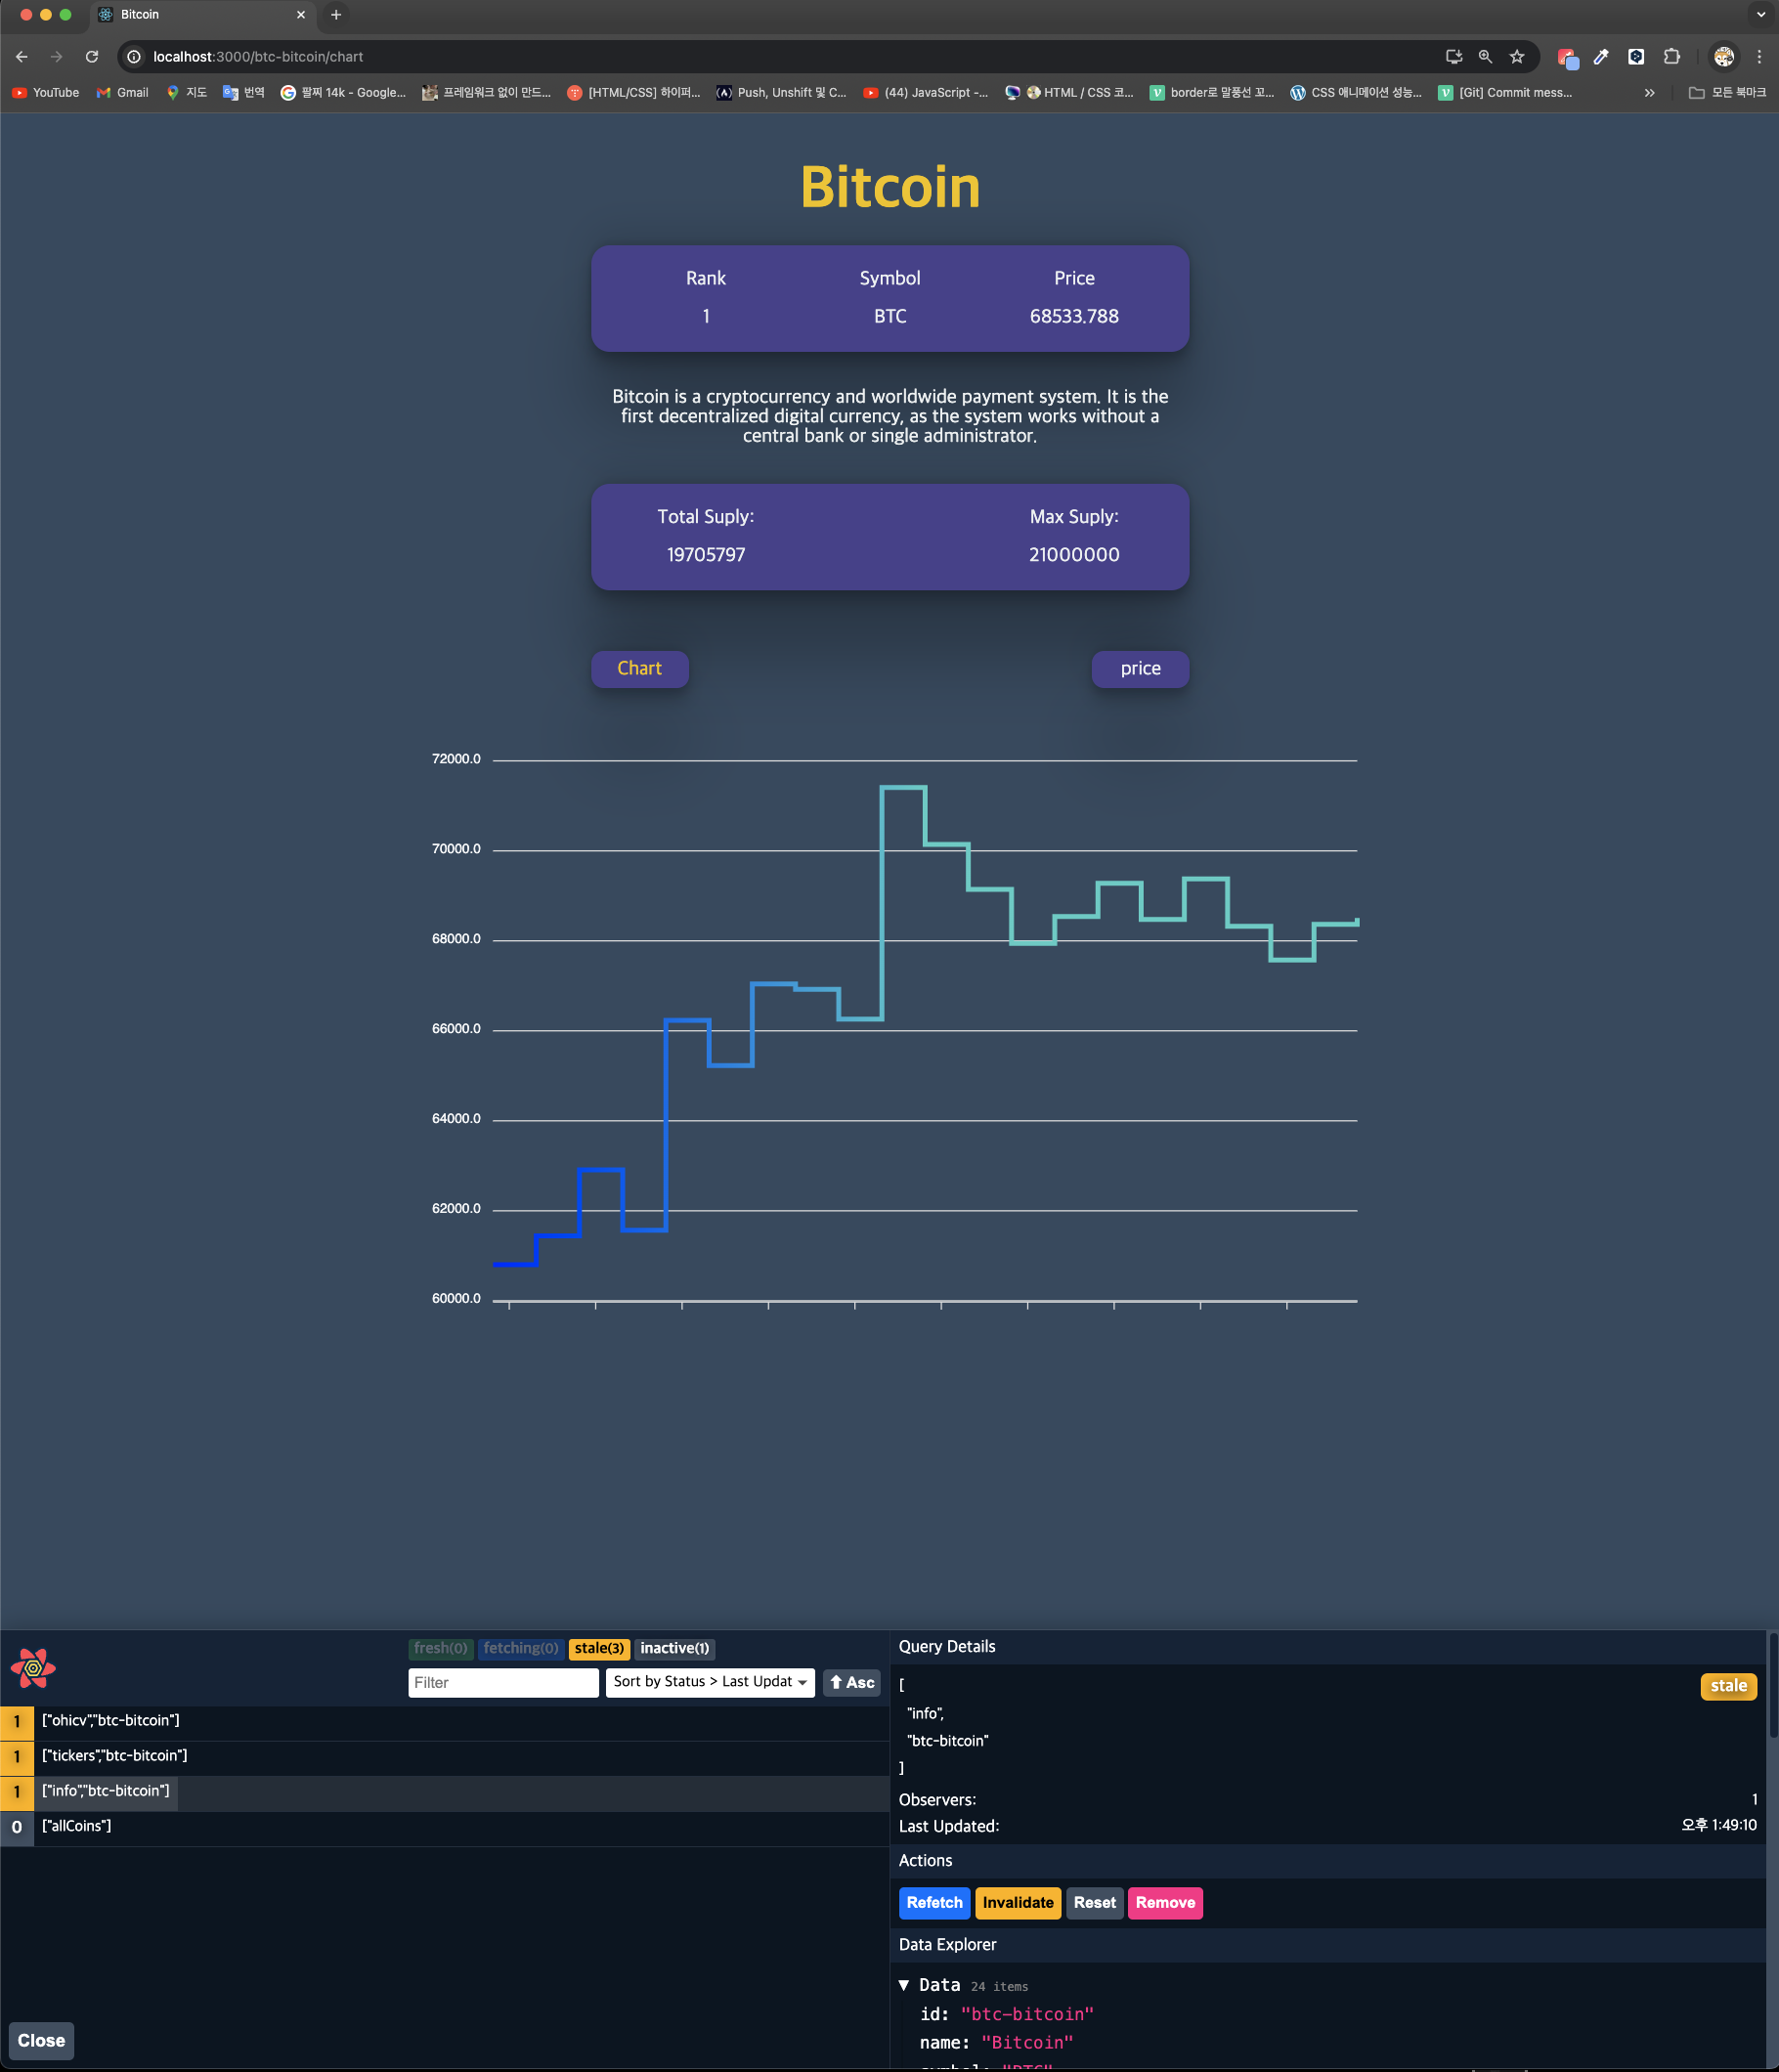 Bitcoin
localhost:3000/btc-bitcoin/chart
YouTube
Gmail
지도
번역
팔찌 14k - Google...
프레임워크 없이 만드...
[HTML/CSS] 하이퍼...
Push, Unshift 및 C...
(44) JavaScript -...
HTML / CSS 코...
border로 말풍선 꼬...
CSS 애니메이션 성능...
[Git] Commit mess...
모든 북마크
Bitcoin
Rank Symbol Price
1 BTC 68533.788
Bitcoin is a cryptocurrency and worldwide payment system. It is the
first decentralized digital currency, as the system works without a
central bank or single administrator.
Total Suply: Max Suply:
19705797 21000000
Chart price
72000.0
70000.0
68000.0
66000.0
64000.0
62000.0
60000.0
fresh(0) fetching(0) stale(3) inactive(1)
Filter Sort by Status > Last Updat Asc
1 ["ohicv","btc-bitcoin"]
1 ["tickers","btc-bitcoin"]
1 ["info","btc-bitcoin"]
0 ["allCoins"]
Close
Query Details
[ stale
"info",
"btc-bitcoin"
]
Observers: 1
Last Updated: 오후 1:49:10
Actions
Refetch Invalidate Reset Remove
Data Explorer
▼ Data 24 items
id: "btc-bitcoin"
name: "Bitcoin"